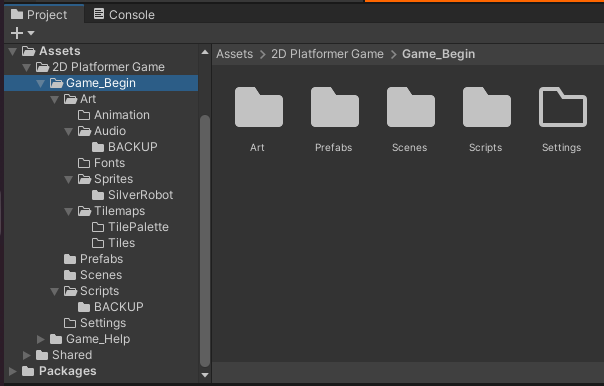 Project
Console
Assets
2D Platformer Game
Game_Begin
Art
Animation
Audio
BACKUP
Fonts
Sprites
SilverRobot
Tilemaps
TilePalette
Tiles
Prefabs
Scenes
Scripts
BACKUP
Settings
Game_Help
Shared
Packages
Assets > 2D Platformer Game > Game_Begin
Art
Prefabs
Scenes
Scripts
Settings